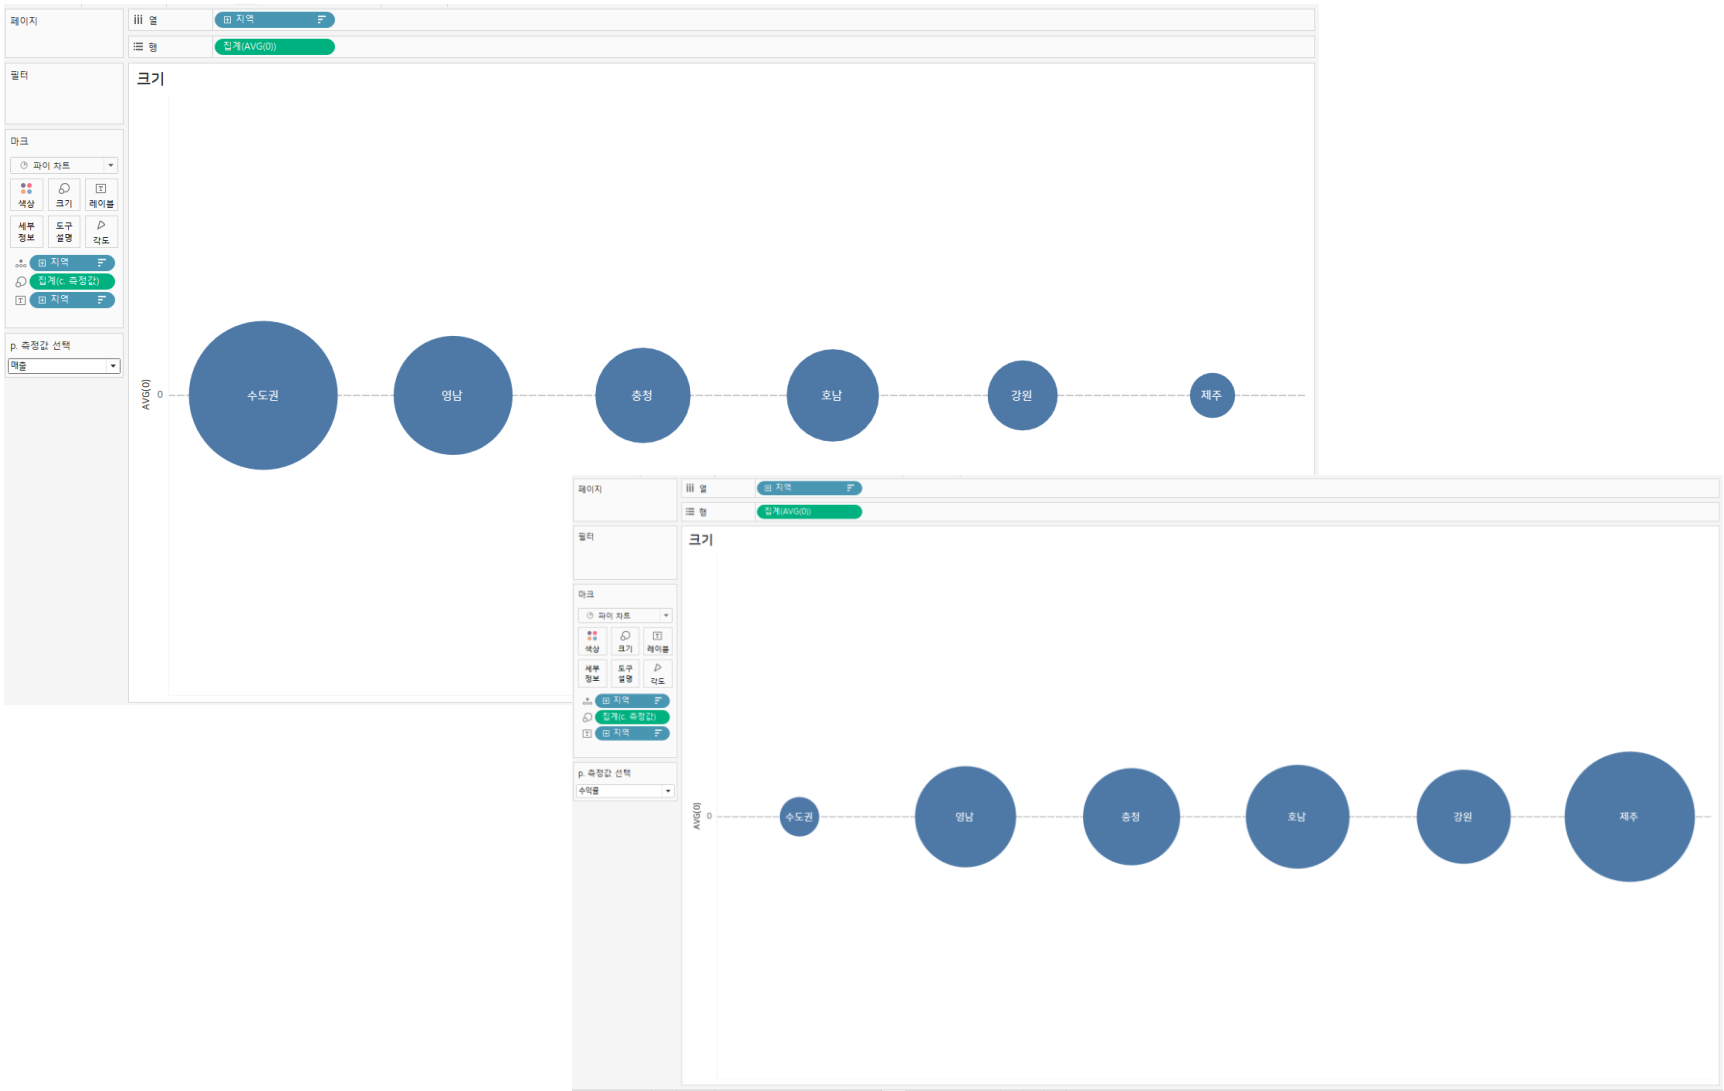 페이지
iii 열
지역
행
집계(AVG(0))
필터
크기
마크
파이 차트
색상
크기
레이블
세부
정보
도구
설명
각도
지역
집계(c. 측정값)
지역
p. 측정값 선택
매출
AVG(0)
0
수도권
영남
충청
호남
강원
제주
페이지
iii 열
지역
행
집계(AVG(0))
필터
크기
마크
파이 차트
색상
크기
레이블
세부
정보
도구
설명
각도
지역
집계(c. 측정값)
지역
p. 측정값 선택
수익률
AVG(0)
0
수도권
영남
충청
호남
강원
제주